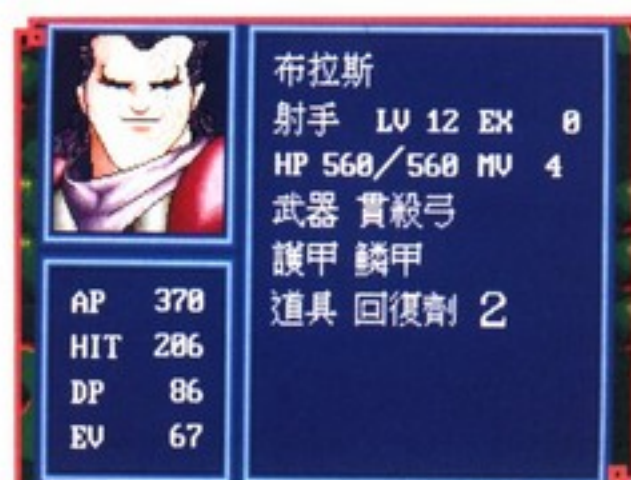 布拉斯
射手 LV 12 EX 0
HP 560/560 MV 4
武器 貫殺弓
護甲 鱗甲
道具 回復劑 2
AP 370
HIT 206
DP 86
EV 67